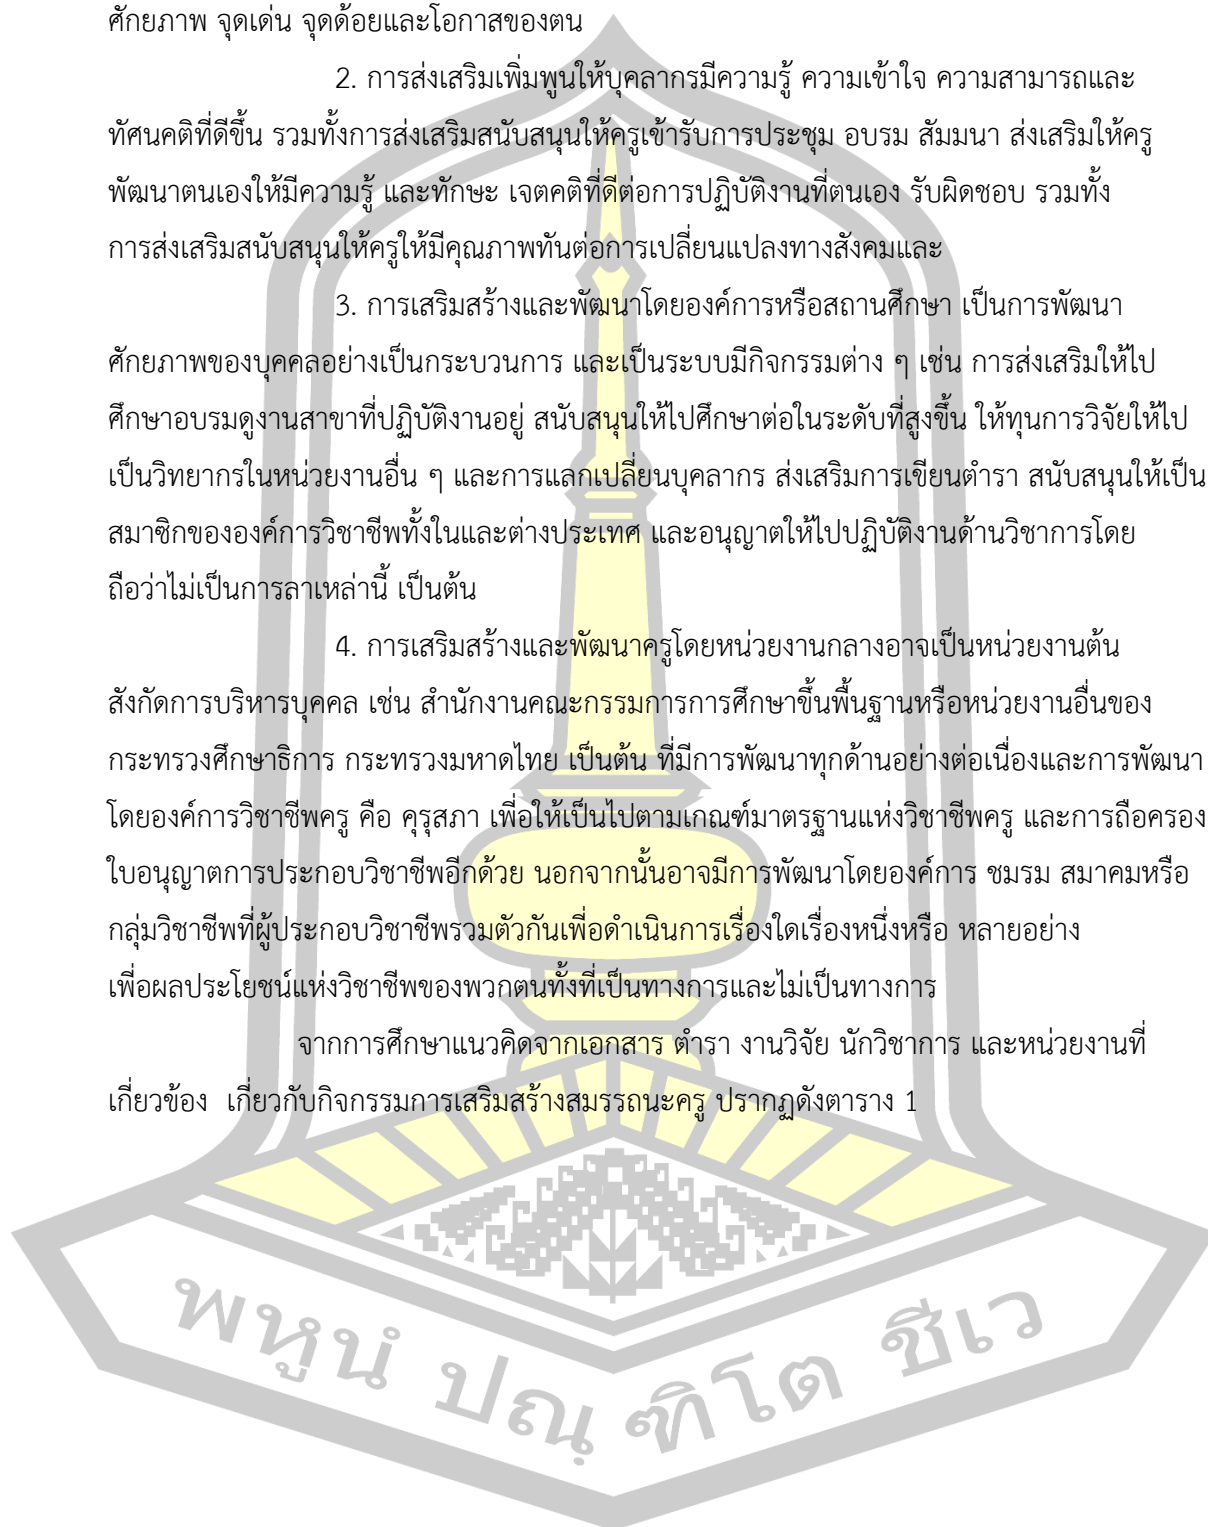 ศักยภาพ จุดเด่น จุดด้อยและโอกาสของตน
2. การส่งเสริมเพิ่มพูนให้บุคลากรมีความรู้ ความเข้าใจ ความสามารถและ
ทัศนคติที่ดีขึ้น รวมทั้งการส่งเสริมสนับสนุนให้ครูเข้ารับการประชุม อบรม สัมมนา ส่งเสริมให้ครู
พัฒนาตนเองให้มีความรู้ และทักษะ เจตคติที่ดีต่อการปฏิบัติงานที่ตนเอง รับผิดชอบ รวมทั้ง
การส่งเสริมสนับสนุนให้ครูให้มีคุณภาพทันต่อการเปลี่ยนแปลงทางสังคมและ
3. การเสริมสร้างและพัฒนาโดยองค์การหรือสถานศึกษา เป็นการพัฒนา
ศักยภาพของบุคคลอย่างเป็นกระบวนการ และเป็นระบบมีกิจกรรมต่าง ๆ เช่น การส่งเสริมให้ไป
ศึกษาอบรมดูงานสาขาที่ปฏิบัติงานอยู่ สนับสนุนให้ไปศึกษาต่อในระดับที่สูงขึ้น ให้ทุนการวิจัยให้ไป
เป็นวิทยากรในหน่วยงานอื่น ๆ และการแลกเปลี่ยนบุคลากร ส่งเสริมการเขียนตำรา สนับสนุนให้เป็น
สมาชิกขององค์การวิชาชีพทั้งในและต่างประเทศ และอนุญาตให้ไปปฏิบัติงานด้านวิชาการโดย
ถือว่าไม่เป็นการลาเหล่านี้ เป็นต้น
4. การเสริมสร้างและพัฒนาครูโดยหน่วยงานกลางอาจเป็นหน่วยงานต้น
สังกัดการบริหารบุคคล เช่น สำนักงานคณะกรรมการการศึกษาขึ้นพื้นฐานหรือหน่วยงานอื่นของ
กระทรวงศึกษาธิการ กระทรวงมหาดไทย เป็นต้น ที่มีการพัฒนาทุกด้านอย่างต่อเนื่องและการพัฒนา
โดยองค์การวิชาชีพครู คือ คุรุสภา เพื่อให้เป็นไปตามเกณฑ์มาตรฐานแห่งวิชาชีพครู และการถือครอง
ใบอนุญาตการประกอบวิชาชีพอีกด้วย นอกจากนั้นอาจมีการพัฒนาโดยองค์การ ชมรม สมาคมหรือ
กลุ่มวิชาชีพที่ผู้ประกอบวิชาชีพรวมตัวกันเพื่อดำเนินการเรื่องใดเรื่องหนึ่งหรือ หลายอย่าง
เพื่อผลประโยชน์แห่งวิชาชีพของพวกตนทั้งที่เป็นทางการและไม่เป็นทางการ
จากการศึกษาแนวคิดจากเอกสาร ตำรา งานวิจัย นักวิชาการ และหน่วยงานที่
เกี่ยวข้อง เกี่ยวกับกิจกรรมการเสริมสร้างสมรรถนะครู ปรากฏดังตาราง 1
พหูนํ ปณฺฑิโต ชีเว